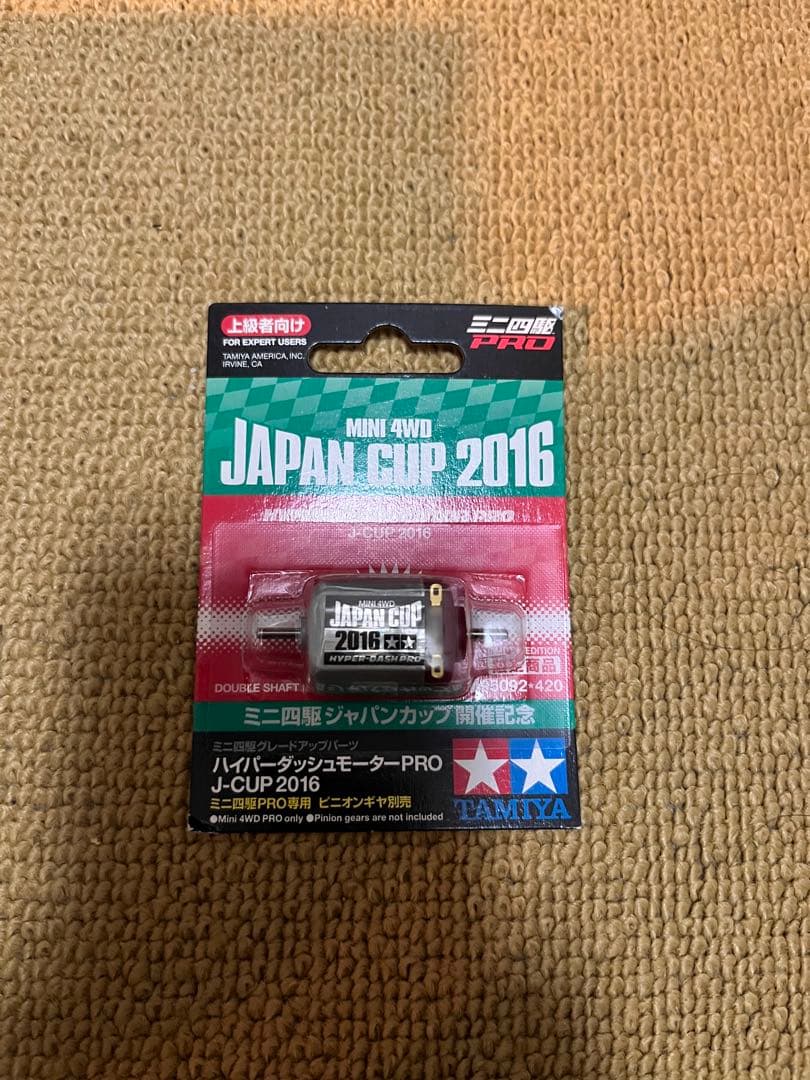 上級者向け
FOR EXPERT USERS
TAMIYA AMERICA, INC.
IRVINE, CA
ミニ四駆
PRO
MINI 4WD
JAPAN CUP 2016
PRO
J-CUP 2016
MINI 4WD
JAPAN CUP
2016
HYPER-DASH PRO
EDITION
商品
DOUBLE SHAFT
5092★420
ミニ四駆ジャパンカップ開催記念
ミニ四駆グレードアップパーツ
ハイパーダッシュモーターPRO
J-CUP 2016
ミニ四駆PRO専用 ピニオンギヤ別売
●Mini 4WD PRO only ●Pinion gears are not included
TAMIYA